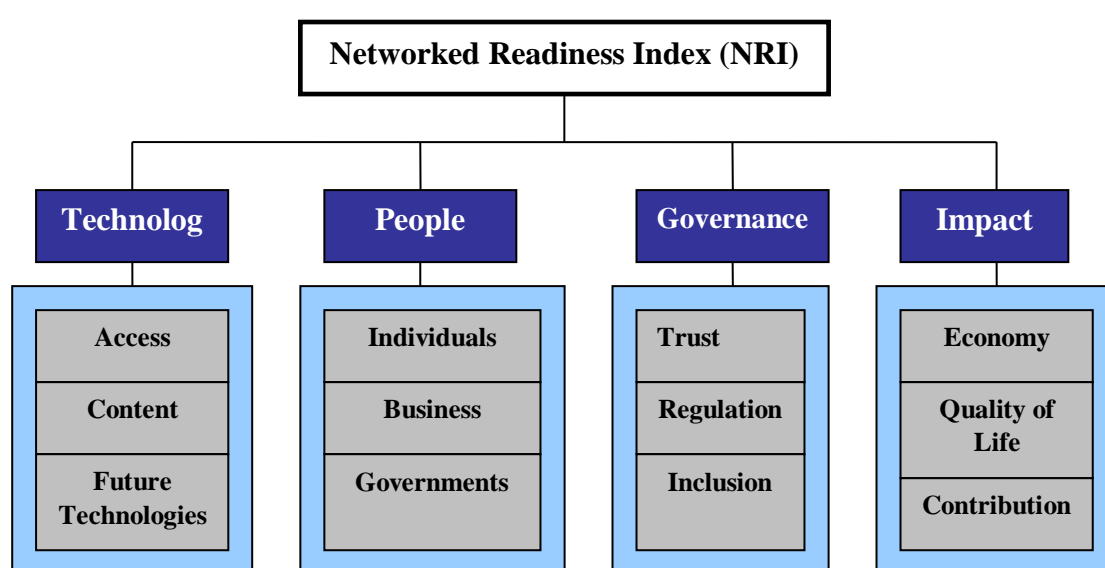 Networked Readiness Index (NRI)
Technolog
People
Governance
Impact
Access
Content
Future
Technologies
Individuals
Business
Governments
Trust
Regulation
Inclusion
Economy
Quality of
Life
Contribution